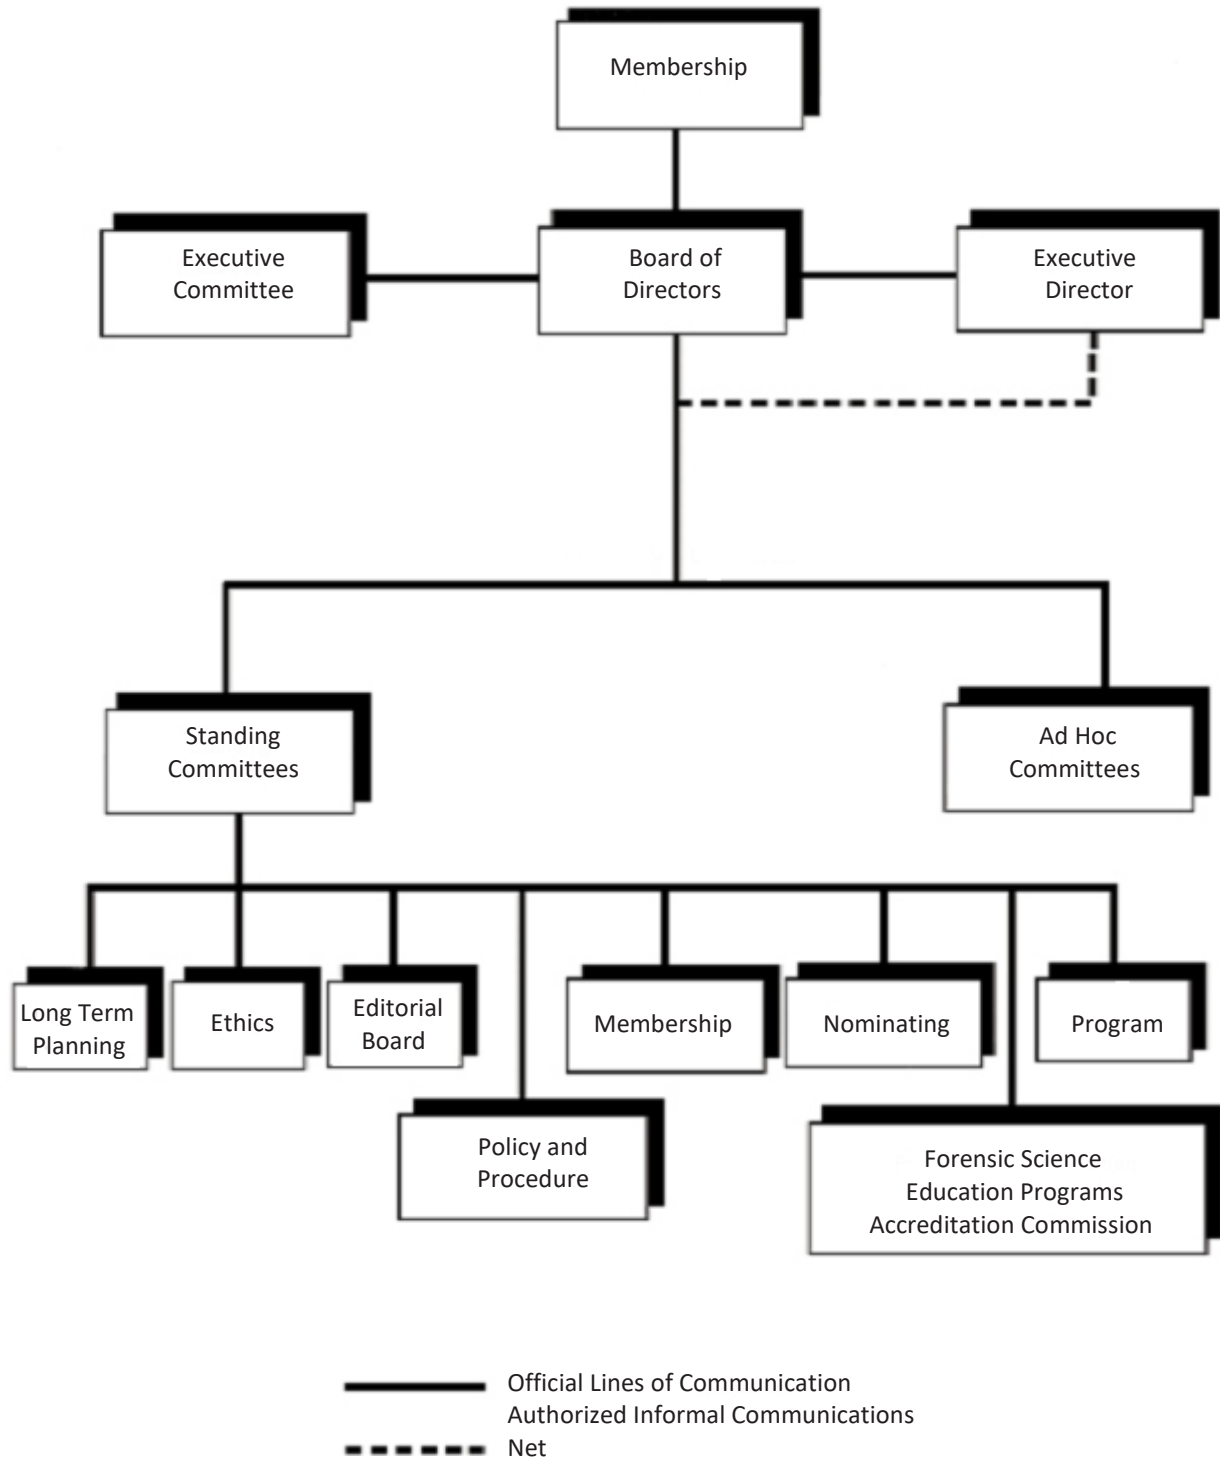 Membership
Executive
Committee
Board of
Directors
Executive
Director
Standing
Committees
Ad Hoc
Committees
Long Term
Planning
Ethics
Editorial
Board
Membership
Nominating
Program
Policy and
Procedure
Forensic Science
Education Programs
Accreditation Commission
Official Lines of Communication
Authorized Informal Communications
Net